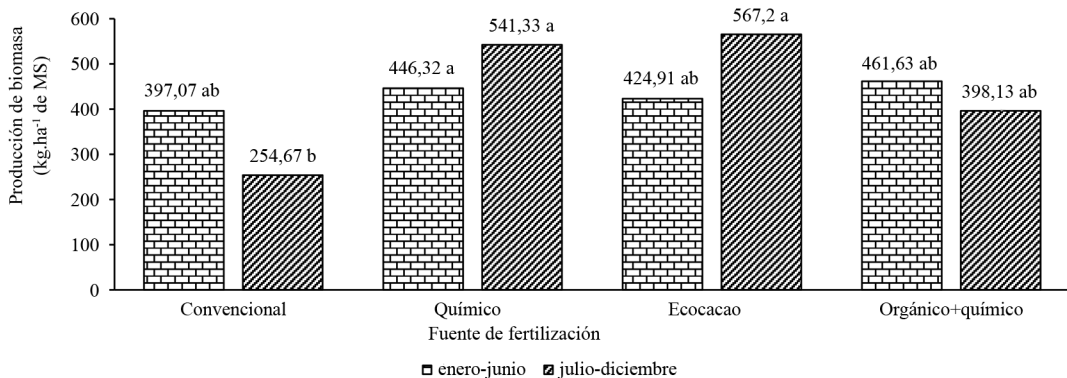 Producción de biomasa
(kg.ha⁻¹ de MS)
600
500
400
300
200
100
0
397,07 ab
254,67 b
446,32 a
541,33 a
424,91 ab
567,2 a
461,63 ab
398,13 ab
Convencional
Químico
Ecocacao
Orgánico+químico
Fuente de fertilización
enero-junio
julio-diciembre